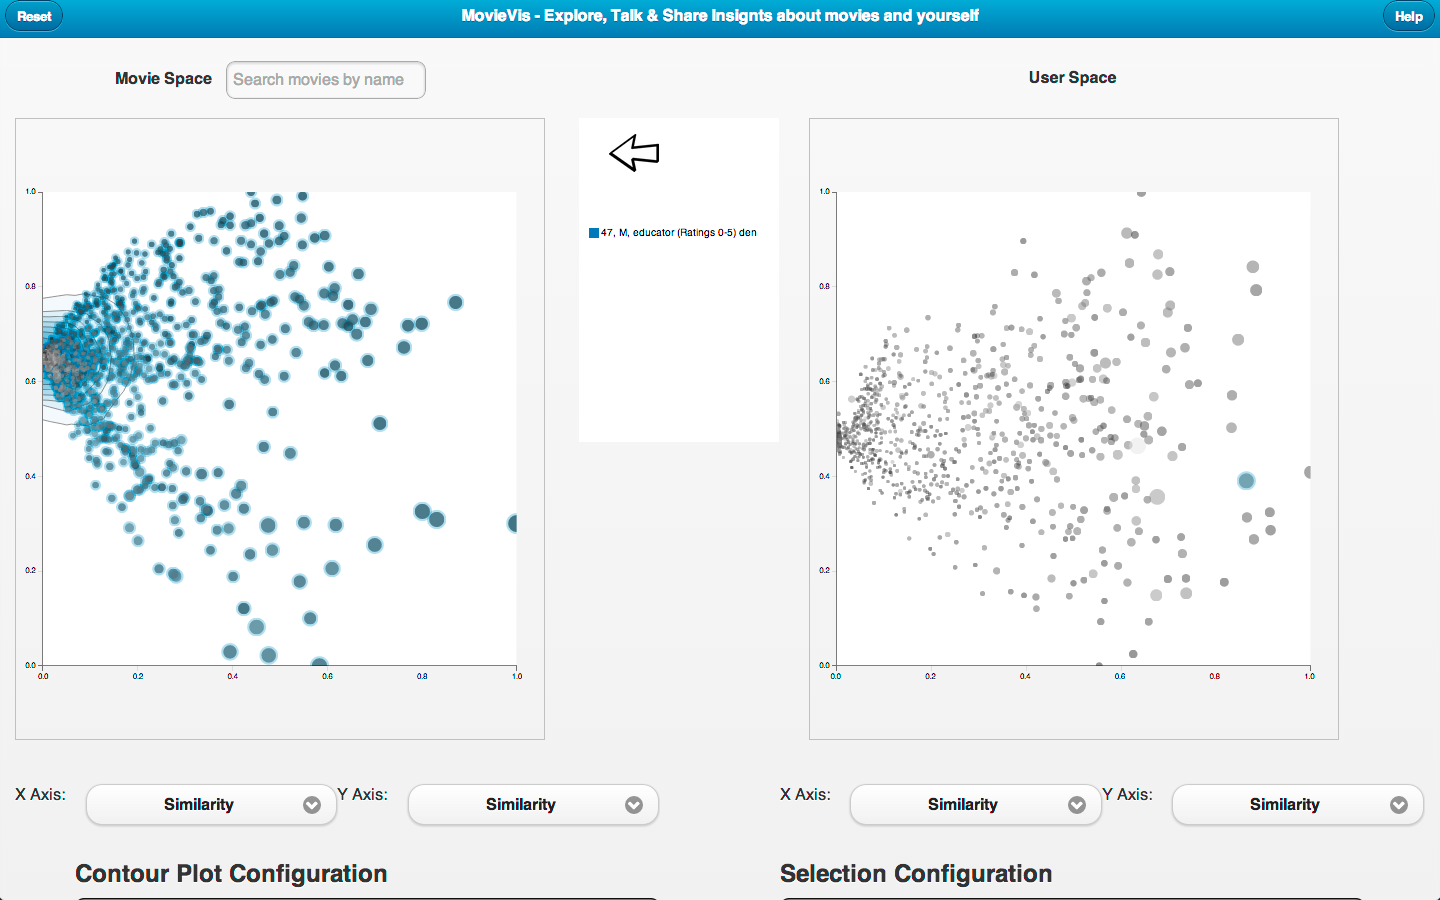 Reset
MovieVis - Explore, Talk & Share Insignts about movies and yourself
Help
Movie Space
Search movies by name
User Space
47, M, educator (Ratings 0-5) den
1.0
0.8
0.6
0.4
0.2
0.0
0.0 0.2 0.4 0.6 0.8 1.0
1.0
0.8
0.6
0.4
0.2
0.0
0.0 0.2 0.4 0.6 0.8 1.0
X Axis: Similarity Y Axis: Similarity
X Axis: Similarity Y Axis: Similarity
Contour Plot Configuration
Selection Configuration